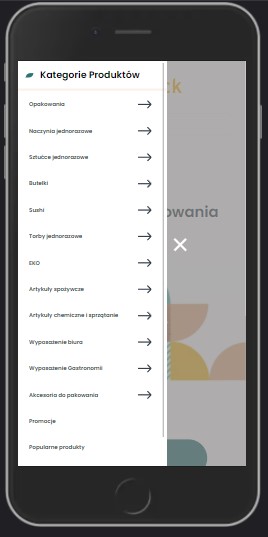 ck
Kategorie Produktów
Opakowania
Naczynia jednorazowe
Sztućce jednorazowe
Butelki
Sushi
owania
Torby jednorazowe
EKO
Artykuły spożywcze
Artykuły chemiczne i sprzątanie
Wyposażenie biura
Wyposażenie Gastronomii
Akcesoria do pakowania
Promocje
Popularne produkty